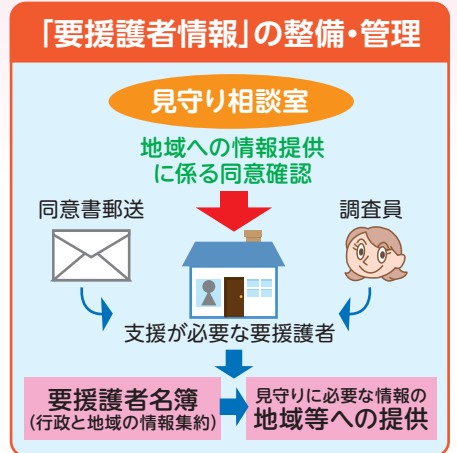 「要援護者情報」の整備・管理
見守り相談室
地域への情報提供
に係る同意確認
同意書郵送
調査員
支援が必要な要援護者
要援護者名簿
(行政と地域の情報集約)
見守りに必要な情報の
地域等への提供